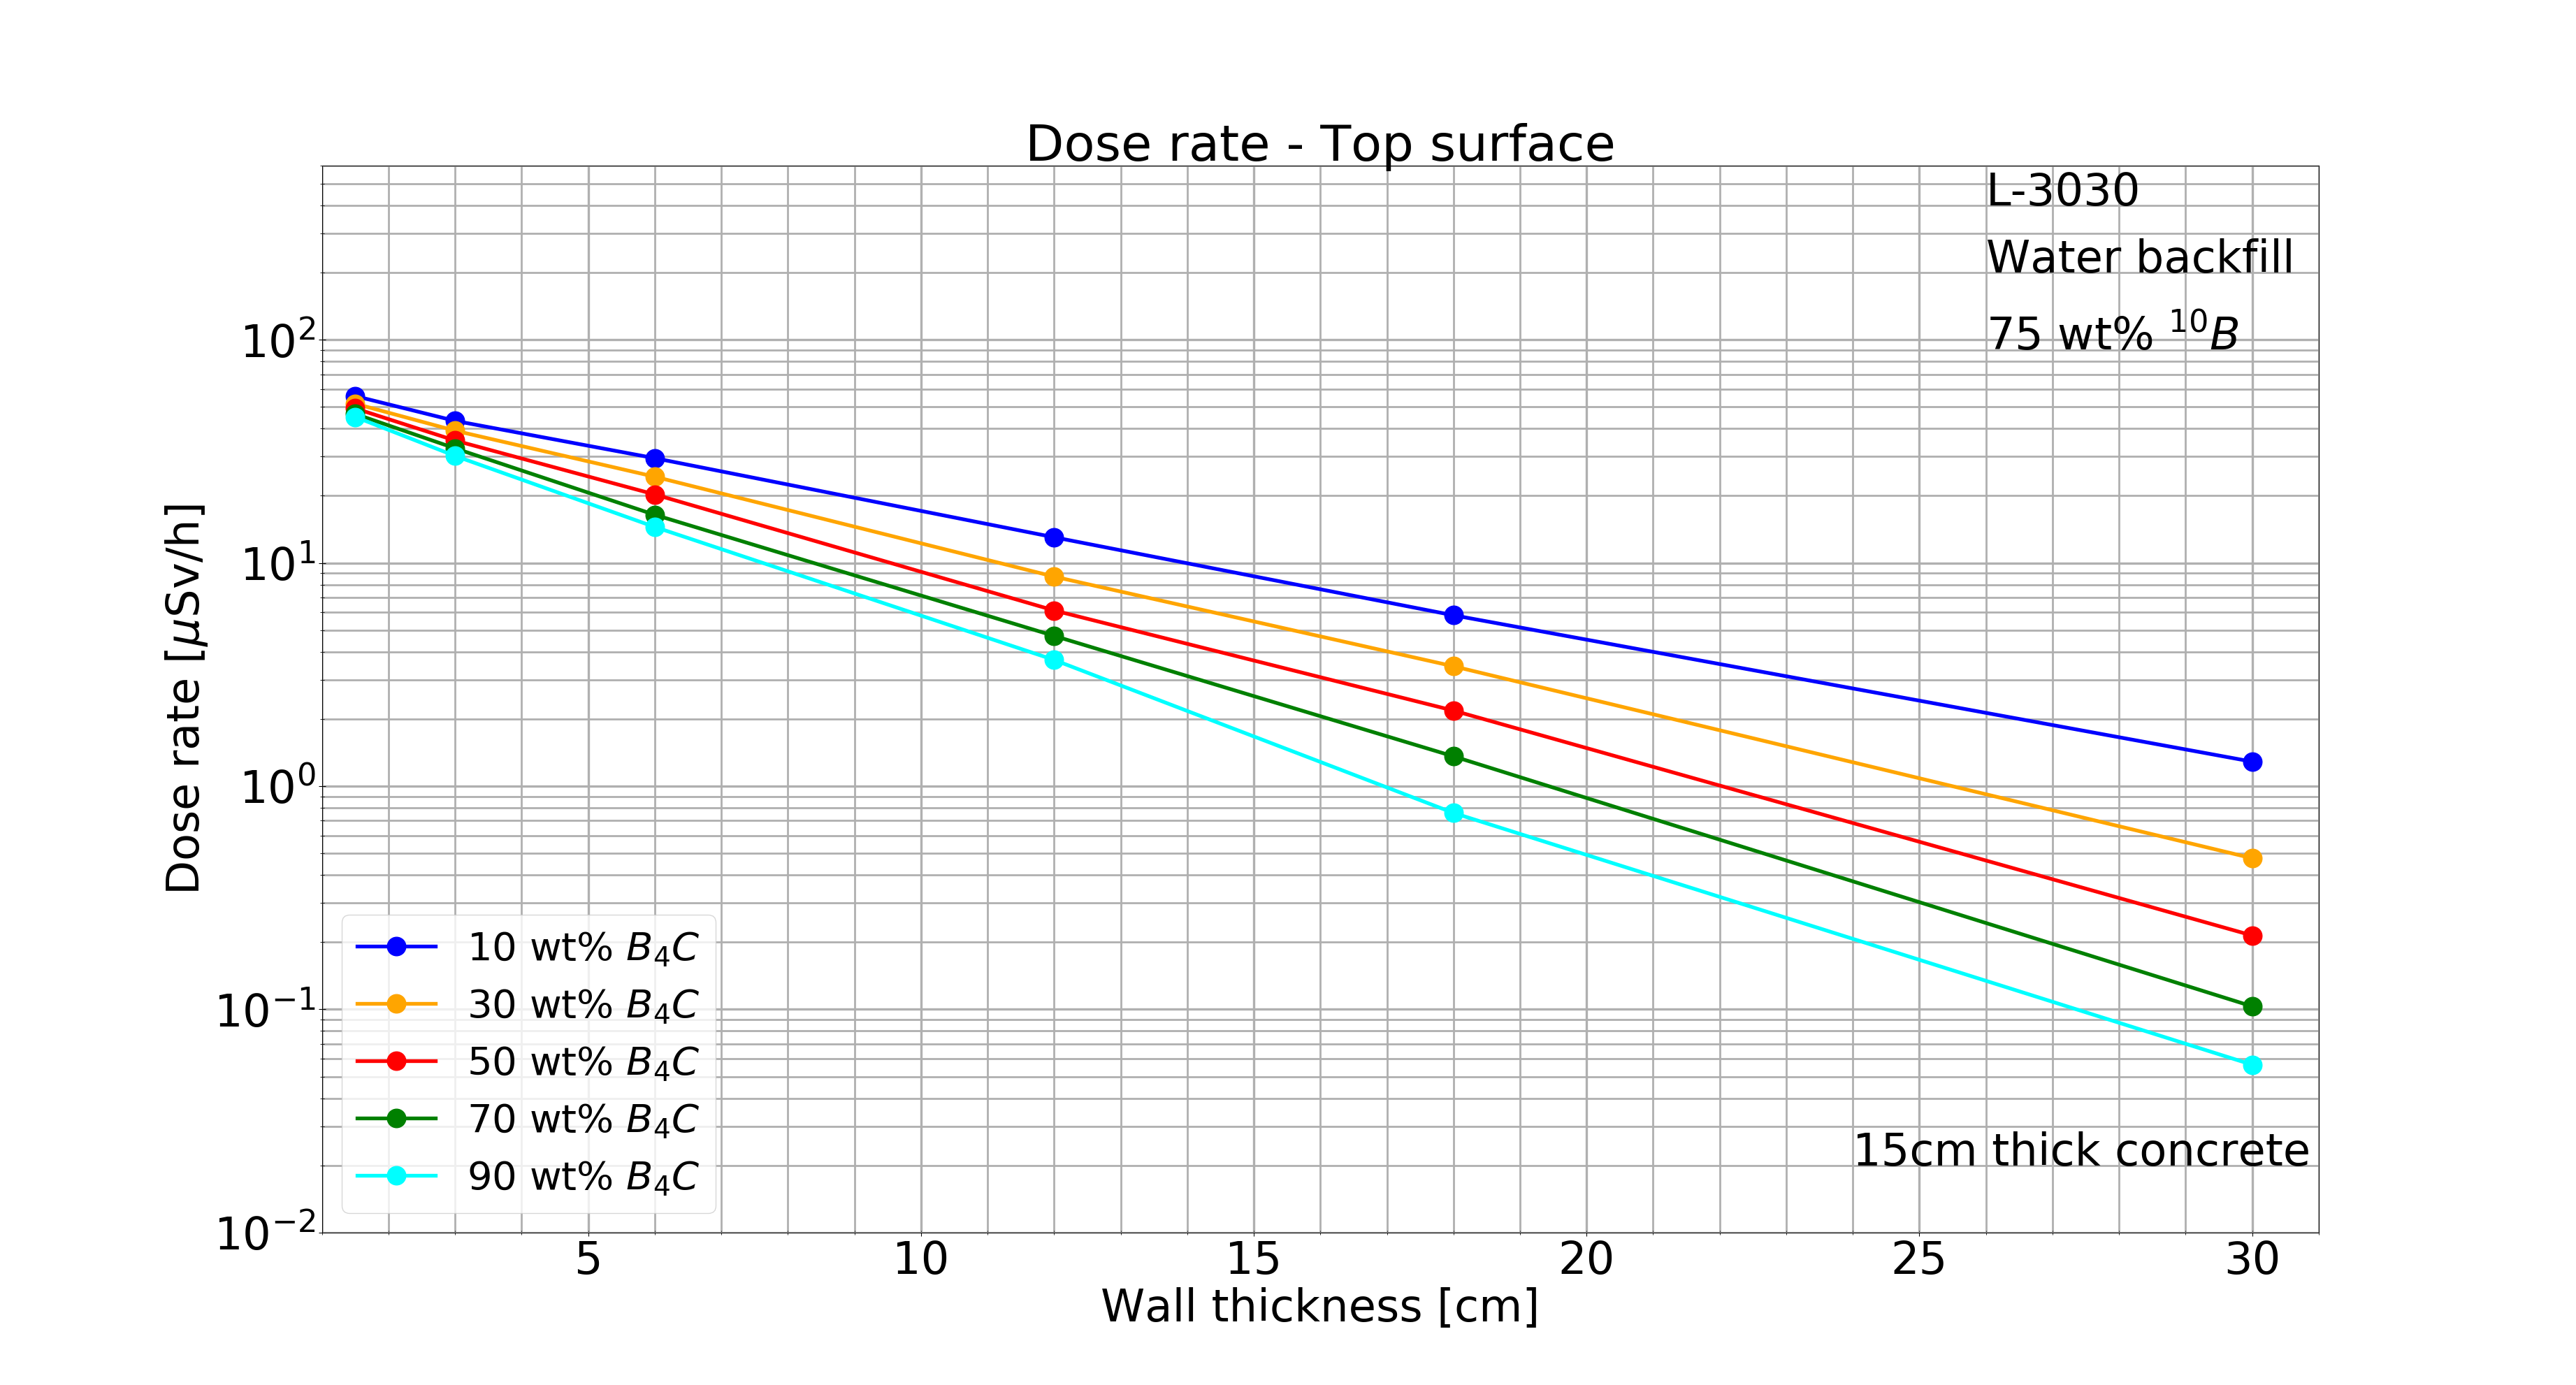 Dose rate - Top surface
L-3030
Water backfill
75 wt% ¹⁰B
10²
10¹
10⁰
10⁻¹
10⁻²
Dose rate [μSv/h]
10 wt% B₄C
30 wt% B₄C
50 wt% B₄C
70 wt% B₄C
90 wt% B₄C
15cm thick concrete
5 10 15 20 25 30
Wall thickness [cm]